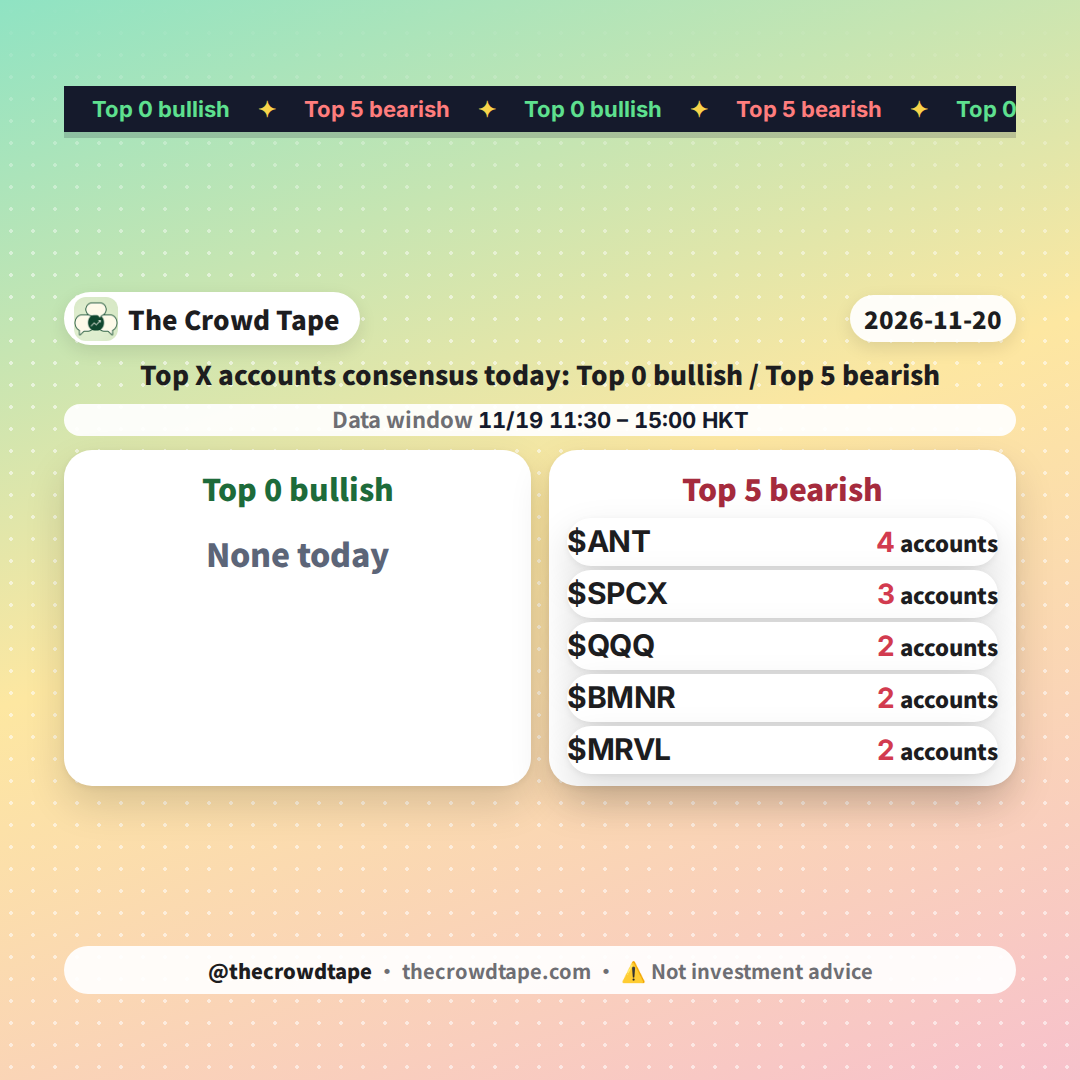 Top 0 bullish ✦ Top 5 bearish ✦ Top 0 bullish ✦ Top 5 bearish ✦ Top 0
The Crowd Tape
2026-11-20
Top X accounts consensus today: Top 0 bullish / Top 5 bearish
Data window 11/19 11:30 – 15:00 HKT
Top 0 bullish
None today
Top 5 bearish
$ANT 4 accounts
$SPCX 3 accounts
$QQQ 2 accounts
$BMNR 2 accounts
$MRVL 2 accounts
@thecrowdtape • thecrowdtape.com • ⚠️ Not investment advice